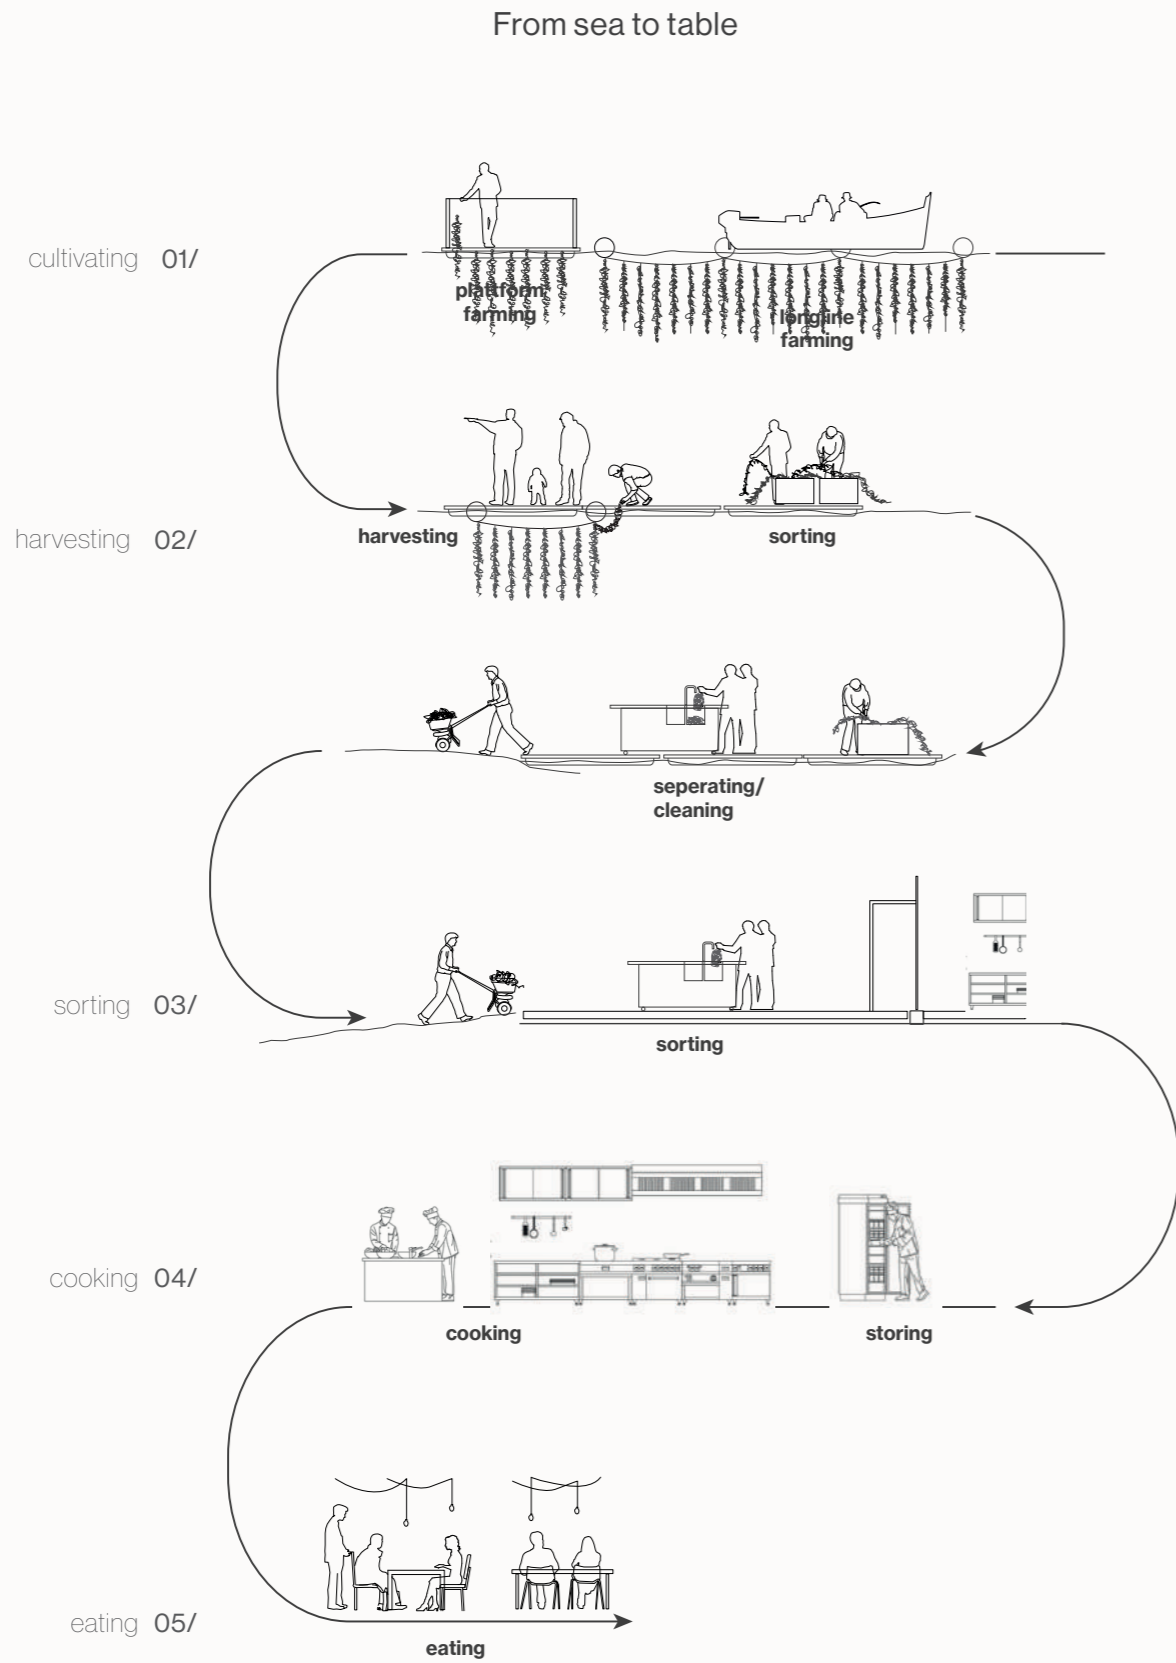 From sea to table
cultivating 01/
plattform
farming
longline
farming
harvesting 02/
harvesting
sorting
seperating/
cleaning
sorting 03/
sorting
cooking 04/
cooking
storing
eating 05/
eating